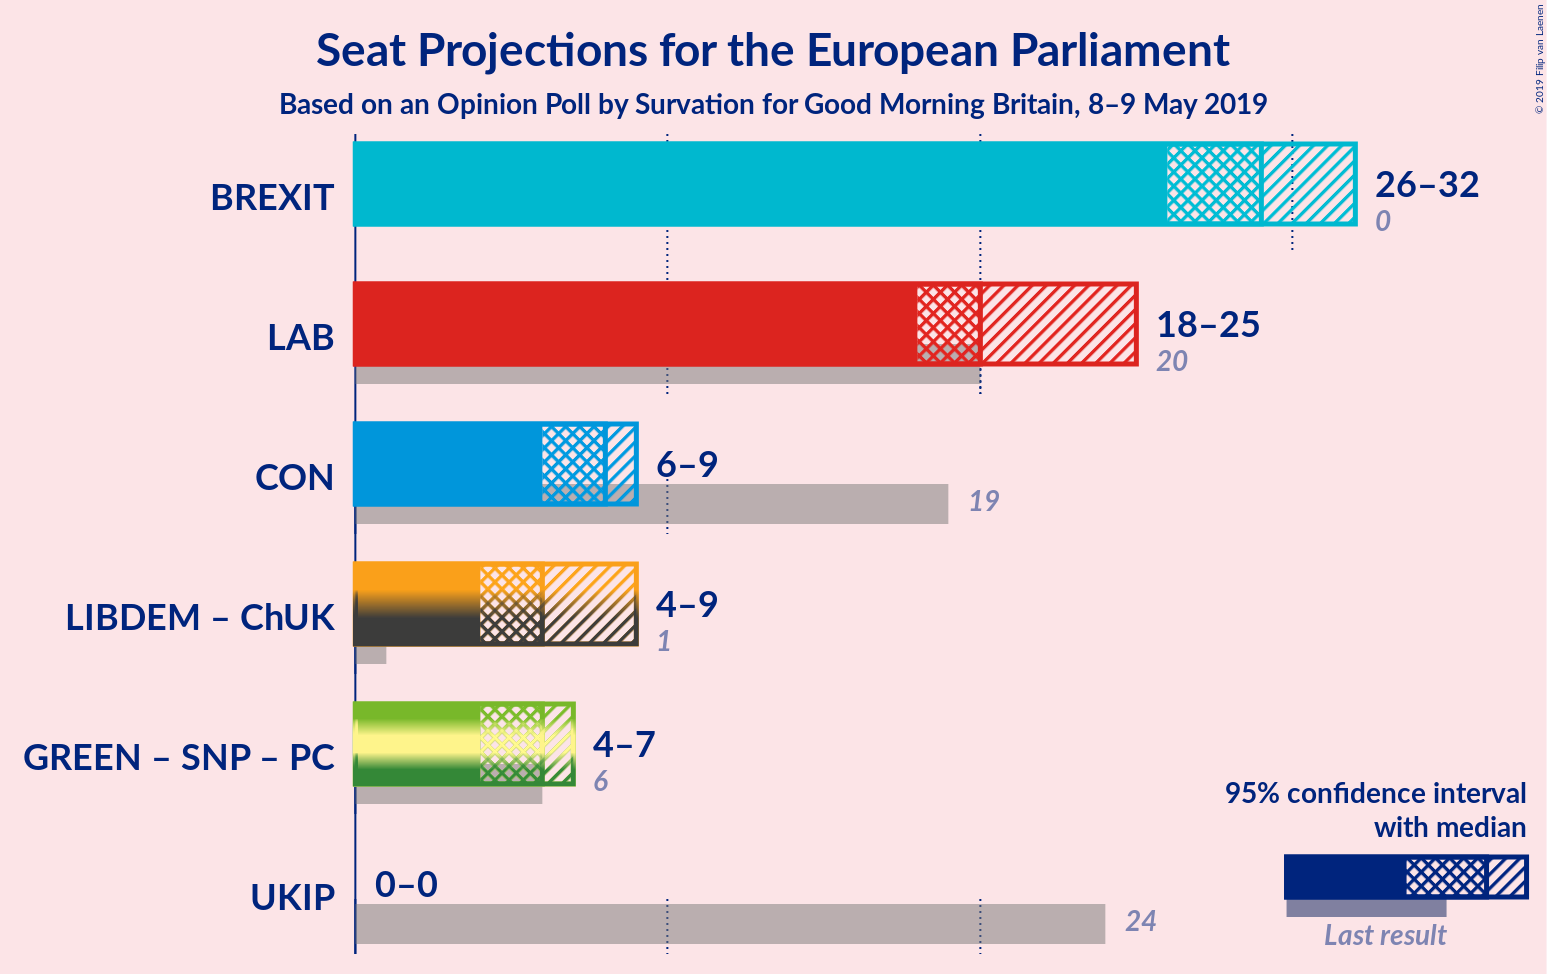 Seat Projections for the European Parliament
Based on an Opinion Poll by Survation for Good Morning Britain, 8–9 May 2019
© 2019 Filip van Laenen
BREXIT
26–32
0
LAB
18–25
20
CON
6–9
19
LIBDEM – ChUK
4–9
1
GREEN – SNP – PC
4–7
6
UKIP
0–0
24
95% confidence interval
with median
Last result